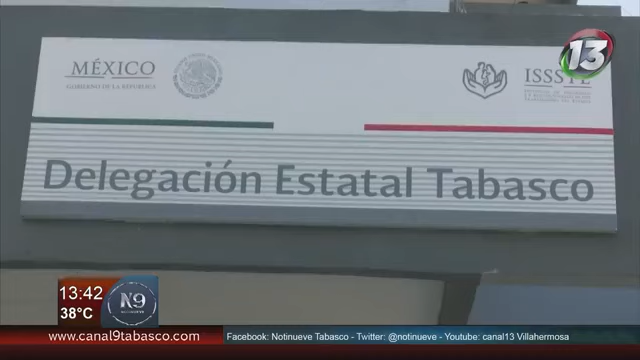 13
MÉXICO
GOBIERNO DE LA REPÚBLICA
ISSSTE
Delegación Estatal Tabasco
13:42
38°C
N9
www.canal9tabasco.com
Facebook: Notinueve Tabasco - Twitter: @notinueve - Youtube: canal13 Villahermosa